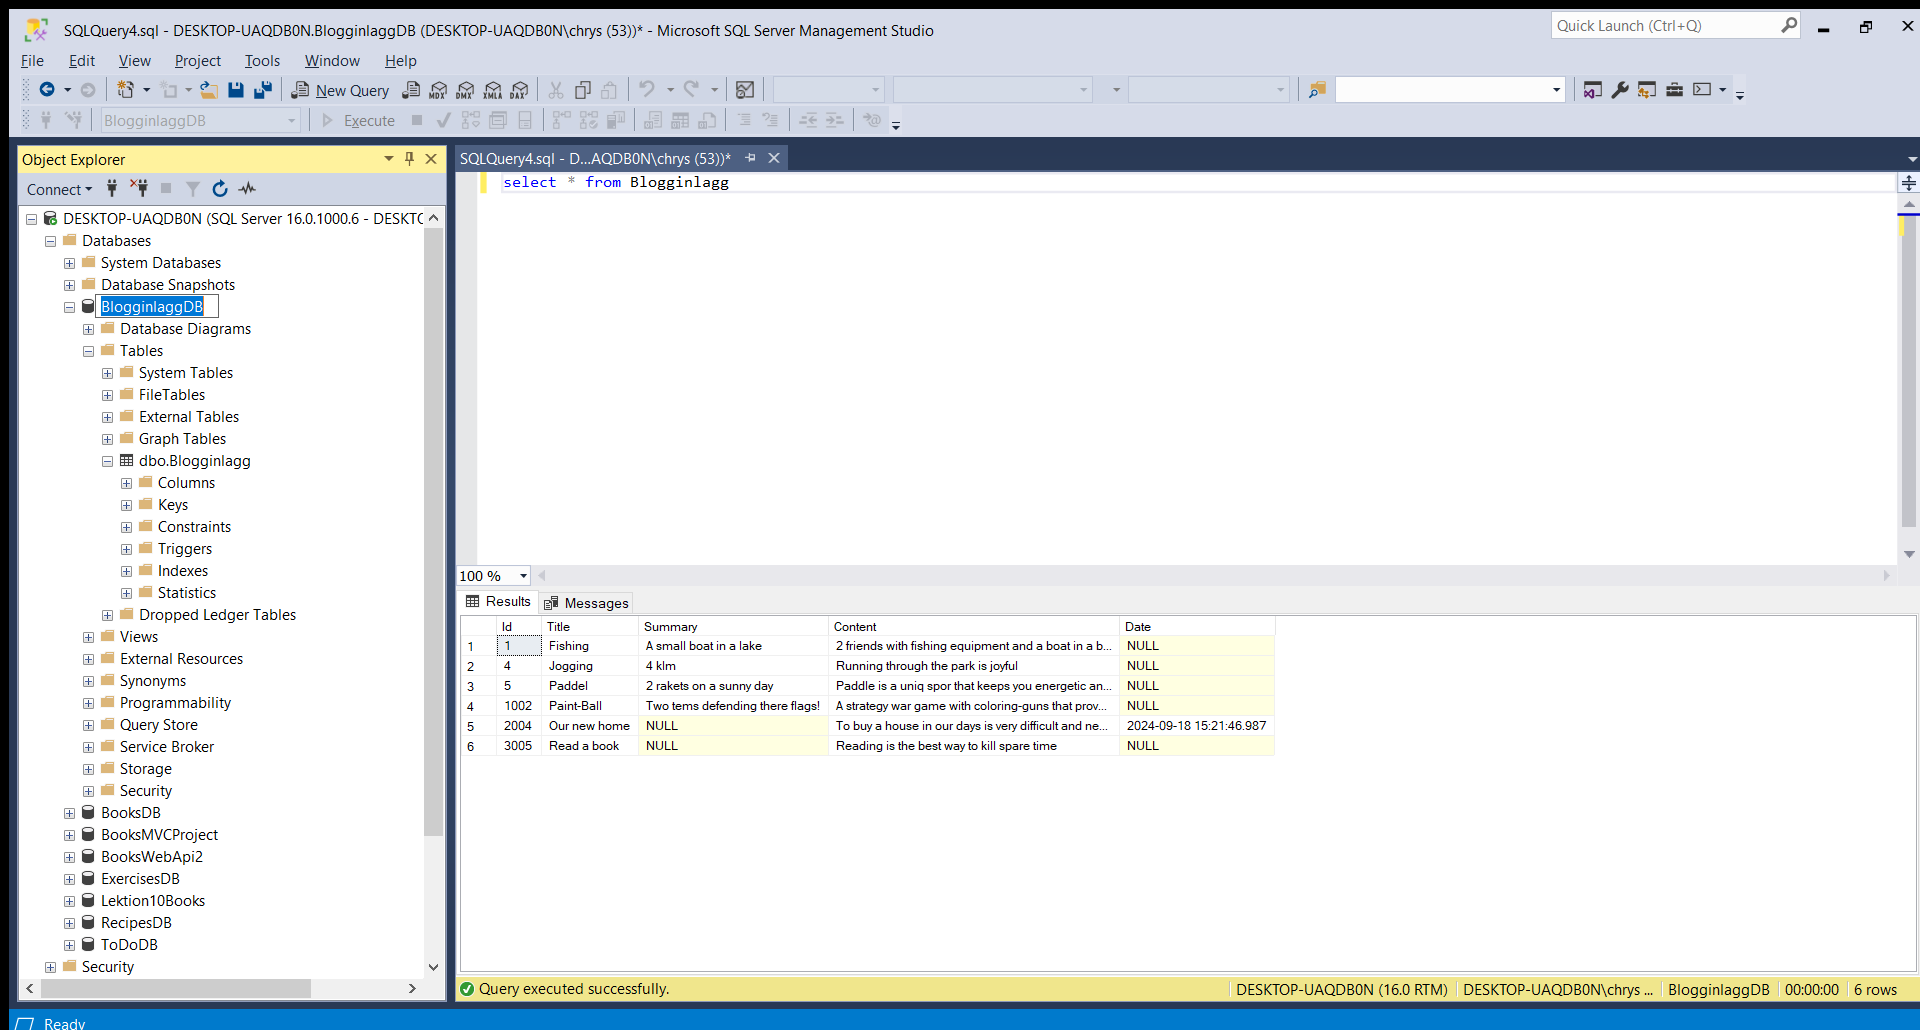 SQLQuery4.sql - DESKTOP-UAQDB0N.BlogginlaggDB (DESKTOP-UAQDB0N\chrys (53))* - Microsoft SQL Server Management Studio
Quick Launch (Ctrl+Q)
File Edit View Project Tools Window Help
New Query MDX DMX XMLA DAX
BlogginlaggDB Execute
Object Explorer
Connect
DESKTOP-UAQDB0N (SQL Server 16.0.1000.6 - DESKTC
Databases
System Databases
Database Snapshots
BlogginlaggDB
Database Diagrams
Tables
System Tables
FileTables
External Tables
Graph Tables
dbo.Blogginlagg
Columns
Keys
Constraints
Triggers
Indexes
Statistics
Dropped Ledger Tables
Views
External Resources
Synonyms
Programmability
Query Store
Service Broker
Storage
Security
BooksDB
BooksMVCProject
BooksWebApi2
ExercisesDB
Lektion10Books
RecipesDB
ToDoDB
Security
SQLQuery4.sql - D...AQDB0N\chrys (53))*
select * from Blogginlagg
100 %
Results Messages
Id Title Summary Content Date
1 1 Fishing A small boat in a lake 2 friends with fishing equipment and a boat in a b... NULL
2 4 Jogging 4 klm Running through the park is joyful NULL
3 5 Paddel 2 rakets on a sunny day Paddle is a uniq spor that keeps you energetic an... NULL
4 1002 Paint-Ball Two tems defending there flags! A strategy war game with coloring-guns that prov... NULL
5 2004 Our new home NULL To buy a house in our days is very difficult and ne... 2024-09-18 15:21:46.987
6 3005 Read a book NULL Reading is the best way to kill spare time NULL
Query executed successfully. DESKTOP-UAQDB0N (16.0 RTM) DESKTOP-UAQDB0N\chrys ... BlogginlaggDB 00:00:00 6 rows
Ready